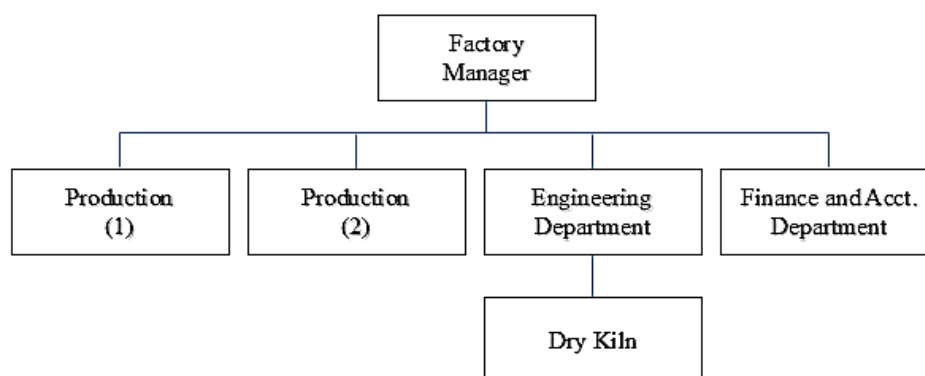 Factory
Manager
Production
(1)
Production
(2)
Engineering
Department
Finance and Acct.
Department
Dry Kiln